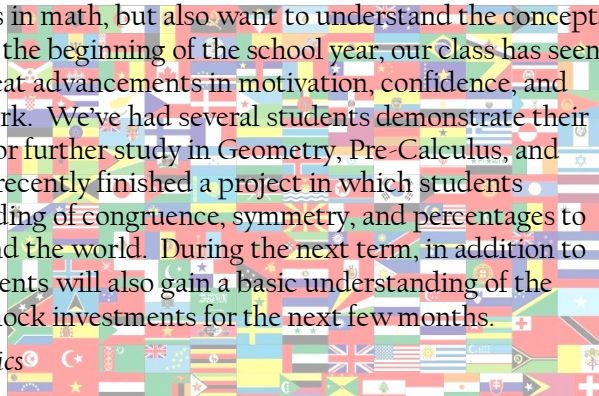 s in math, but also want to understand the concept
the beginning of the school year, our class has seen
eat advancements in motivation, confidence, and
rk. We've had several students demonstrate their
or further study in Geometry, Pre-Calculus, and
recently finished a project in which students
ding of congruence, symmetry, and percentages to
nd the world. During the next term, in addition to
ents will also gain a basic understanding of the
ock investments for the next few months.
ics